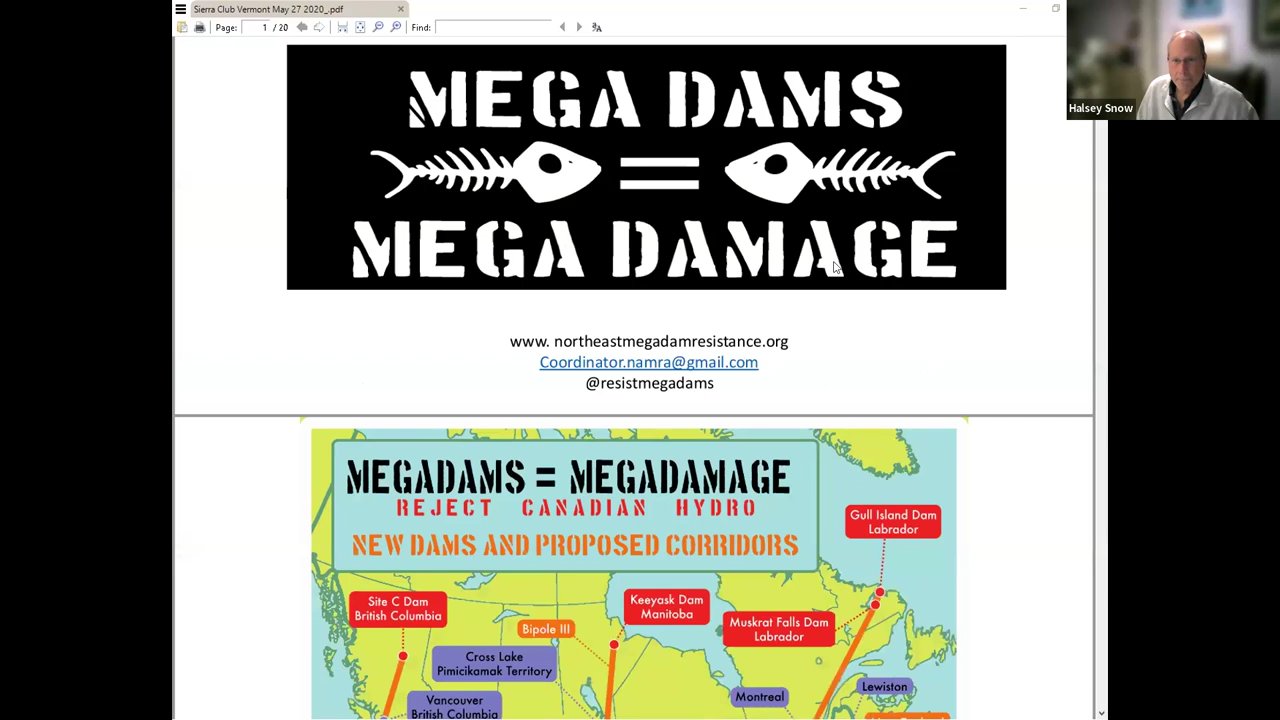 Sierra Club Vermont May 27 2020_.pdf
Page: 1 / 20 Find:
Halsey Snow
MEGA DAMS
=
MEGA DAMAGE
www. northeastmegadamresistance.org
Coordinator.namra@gmail.com
@resistmegadams
MEGADAMS = MEGADAMAGE
REJECT CANADIAN HYDRO
NEW DAMS AND PROPOSED CORRIDORS
Gull Island Dam
Labrador
Site C Dam
British Columbia
Keeyask Dam
Manitoba
Muskrat Falls Dam
Labrador
Bipole III
Cross Lake
Pimicikamak Territory
Vancouver
British Columbia
Montreal
Lewiston